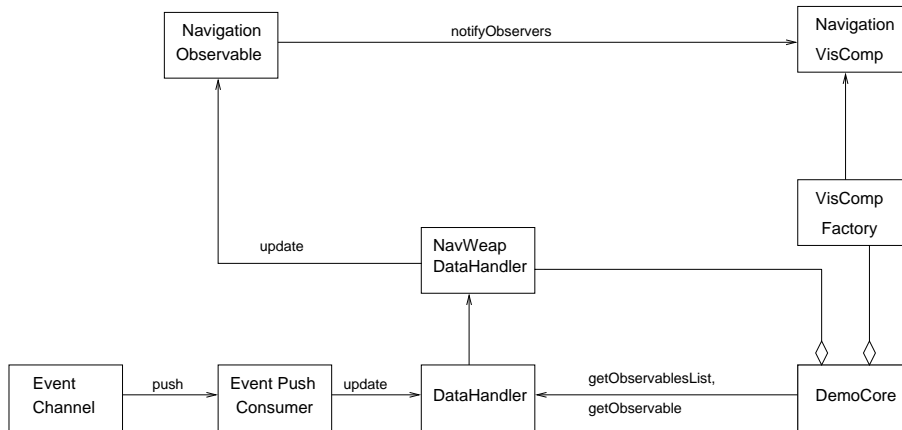 Navigation
Observable
notifyObservers
Navigation
VisComp
VisComp
Factory
update
NavWeap
DataHandler
Event
Channel
push
Event Push
Consumer
update
DataHandler
getObservablesList,
getObservable
DemoCore